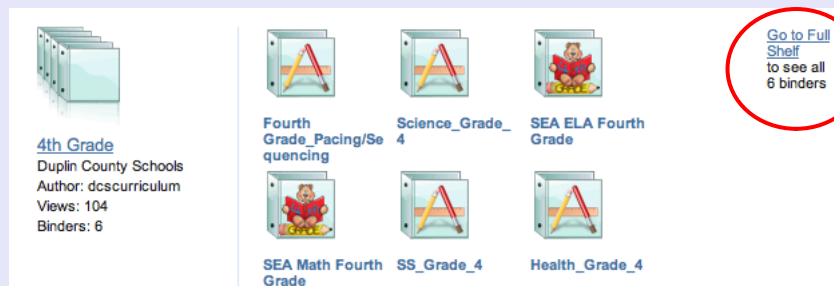 4th Grade
Duplin County Schools
Author: dcscurriculum
Views: 104
Binders: 6
Fourth
Grade_Pacing/Se
quencing
Science_Grade_
4
SEA ELA Fourth
Grade
SEA Math Fourth
Grade
SS_Grade_4
Health_Grade_4
Go to Full
Shelf
to see all
6 binders